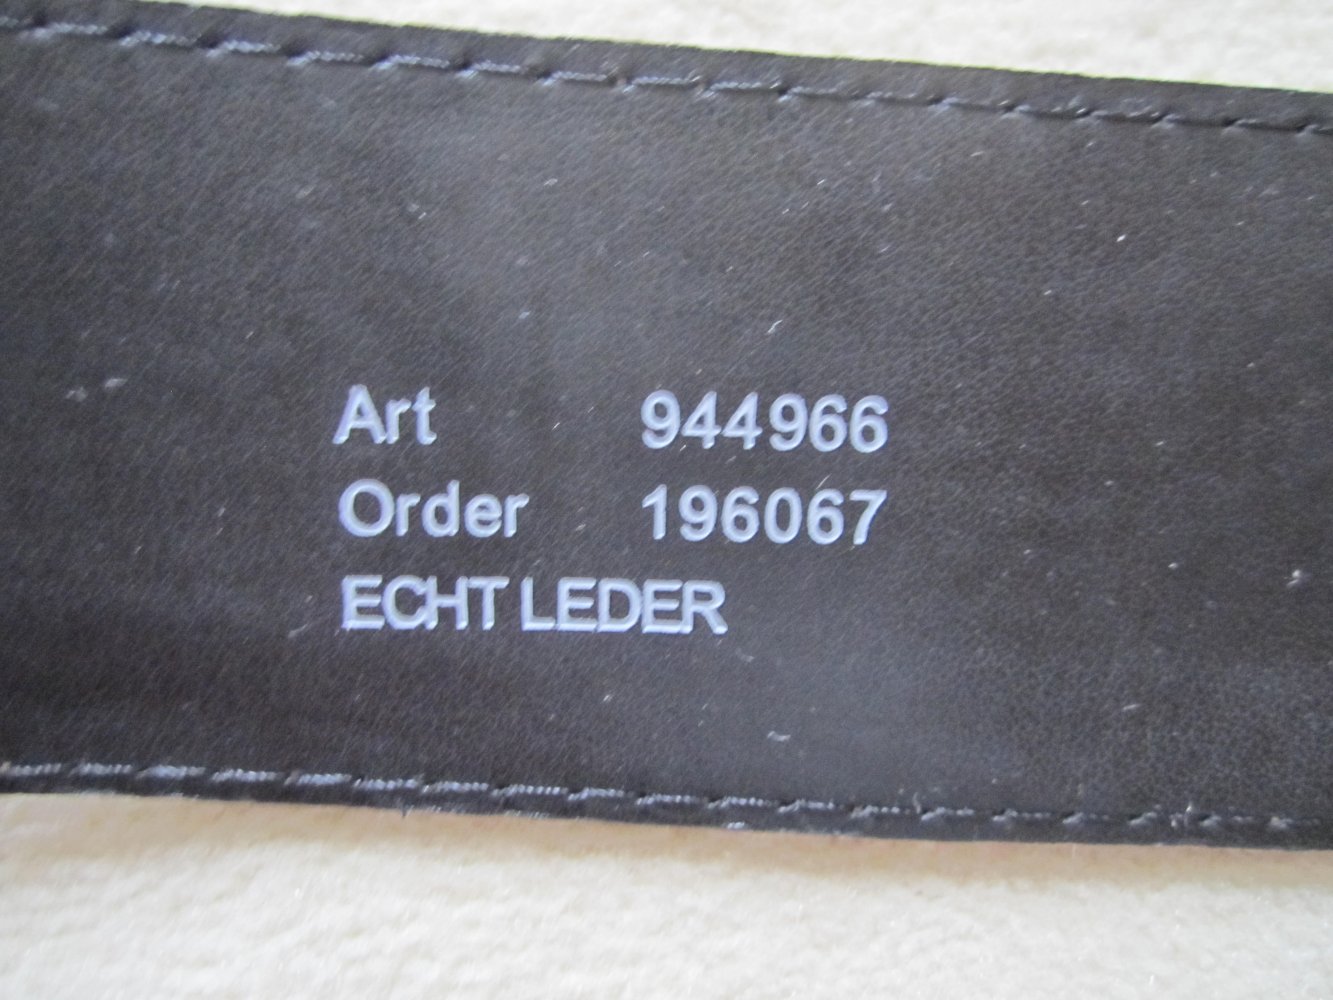 Art 944966
Order 196067
ECHT LEDER